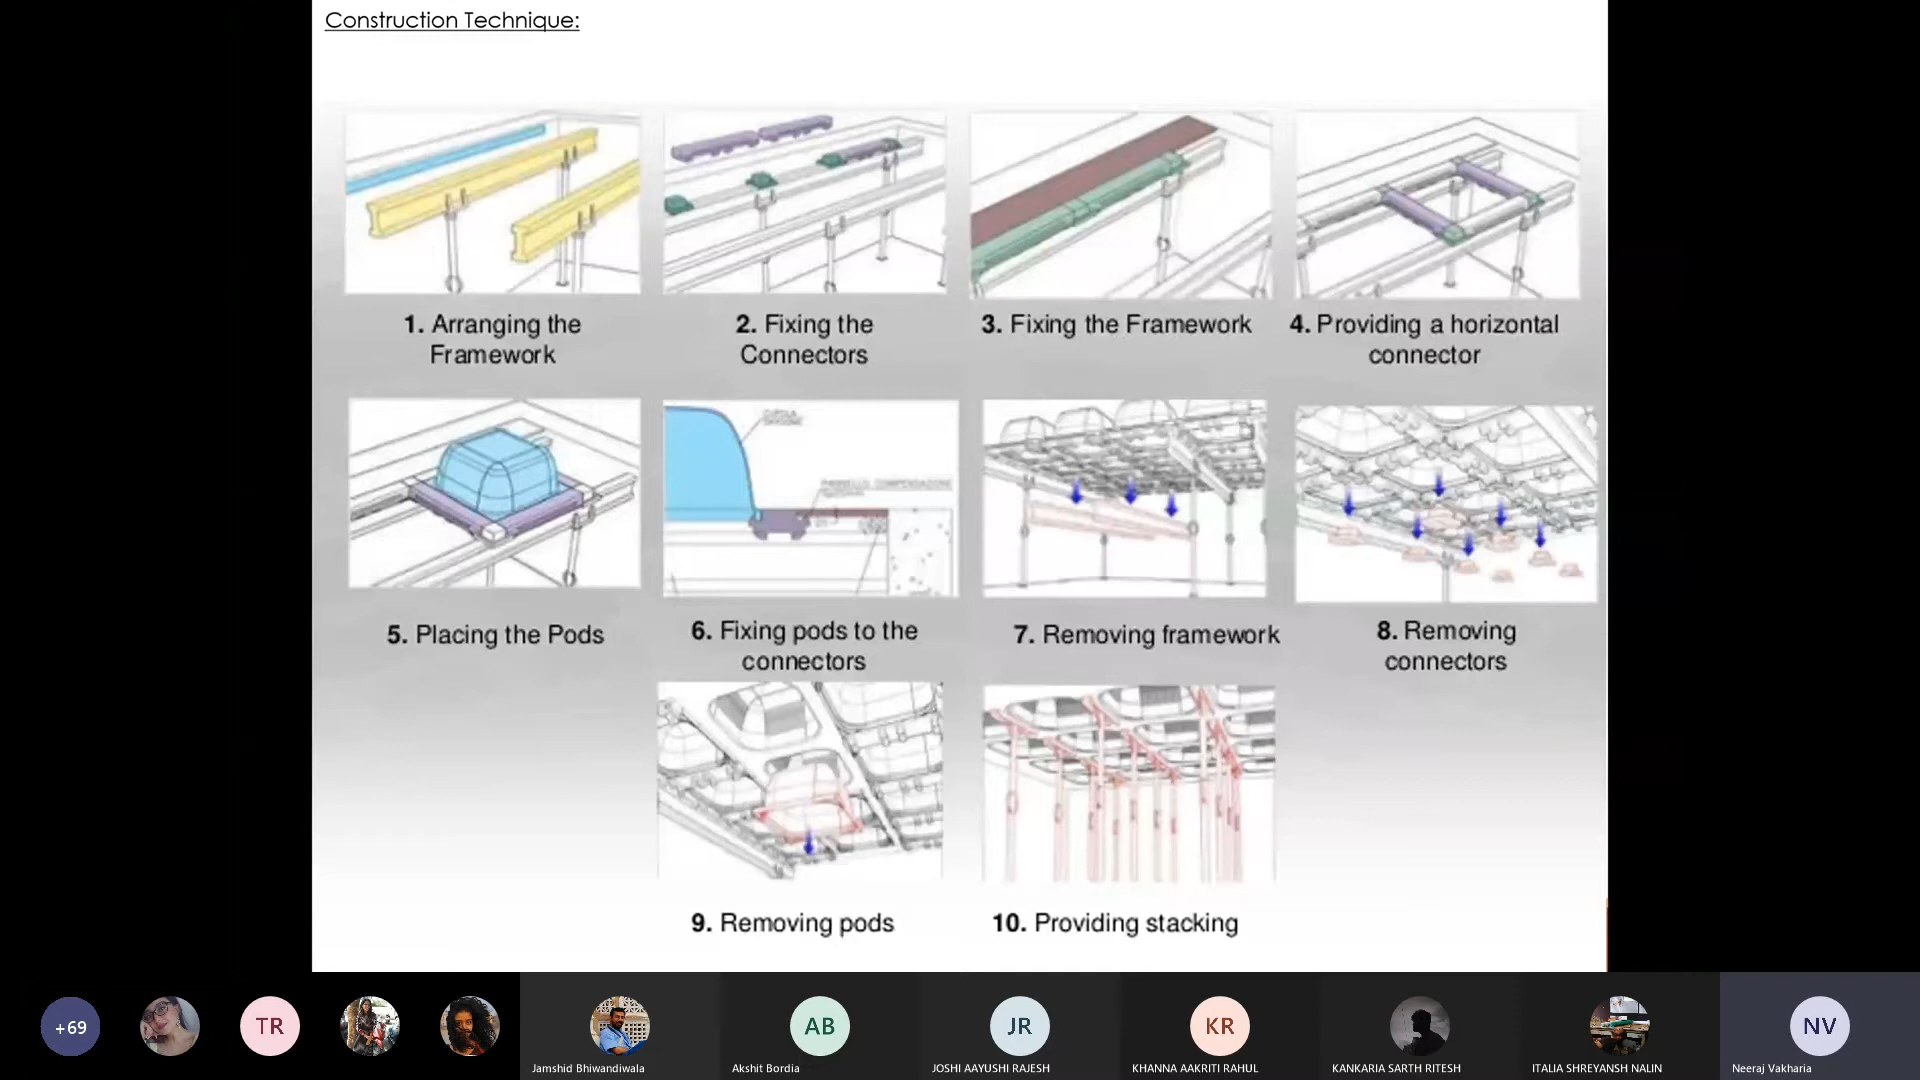 Construction Technique:
1. Arranging the
Framework
2. Fixing the
Connectors
3. Fixing the Framework
4. Providing a horizontal
connector
5. Placing the Pods
6. Fixing pods to the
connectors
7. Removing framework
8. Removing
connectors
9. Removing pods
10. Providing stacking
+69
TR
AB
JR
KR
NV
Jamshid Bhiwandiwala
Akshit Bordia
JOSHI AAYUSHI RAJESH
KHANNA AAKRITI RAHUL
KANKARIA SARTH RITESH
ITALIA SHREYANSH NALIN
Neeraj Vakharia